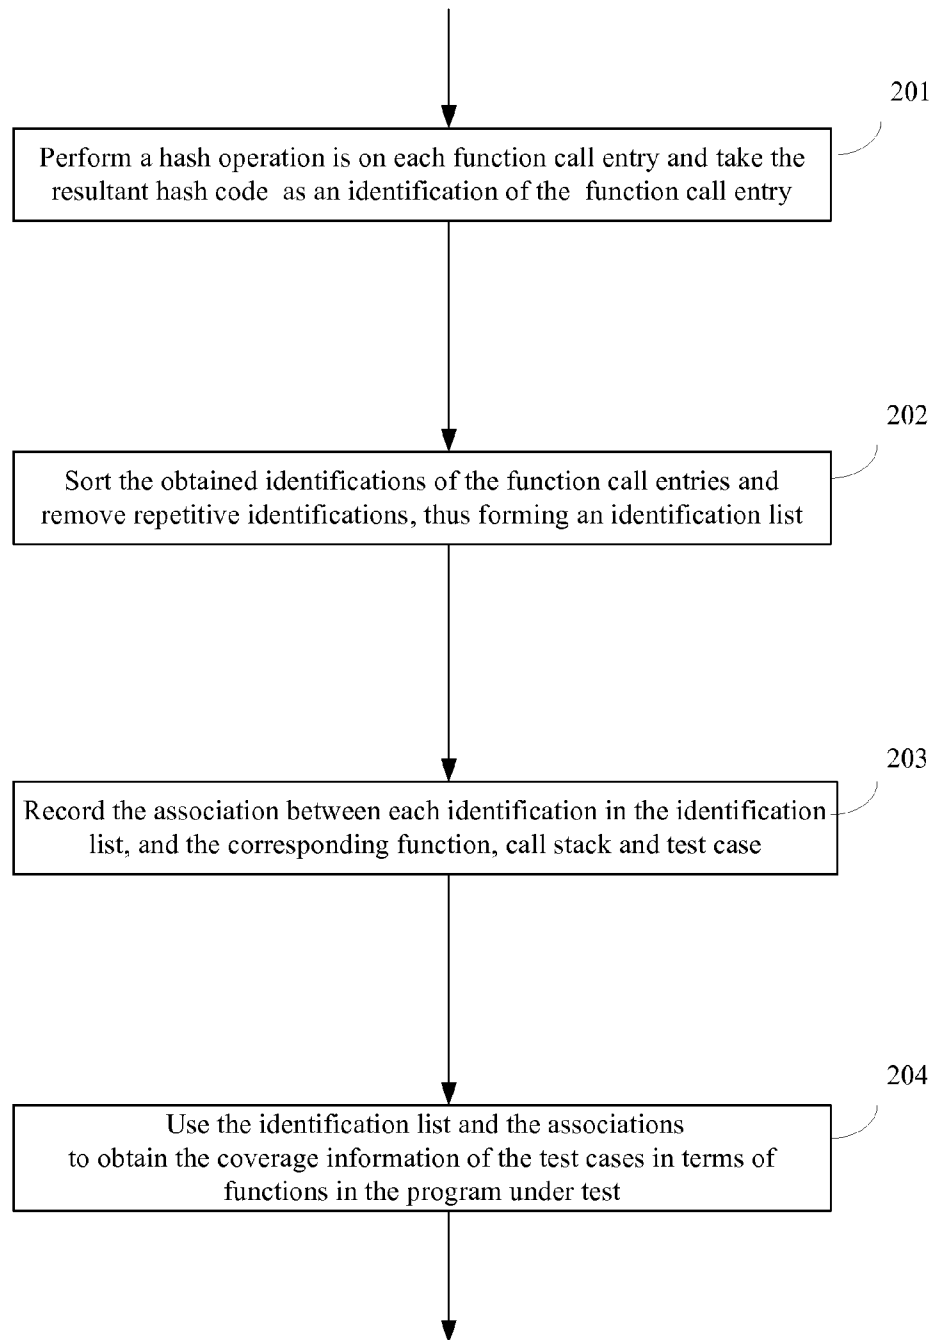 201
Perform a hash operation is on each function call entry and take the
resultant hash code as an identification of the function call entry
202
Sort the obtained identifications of the function call entries and
remove repetitive identifications, thus forming an identification list
203
Record the association between each identification in the identification
list, and the corresponding function, call stack and test case
204
Use the identification list and the associations
to obtain the coverage information of the test cases in terms of
functions in the program under test